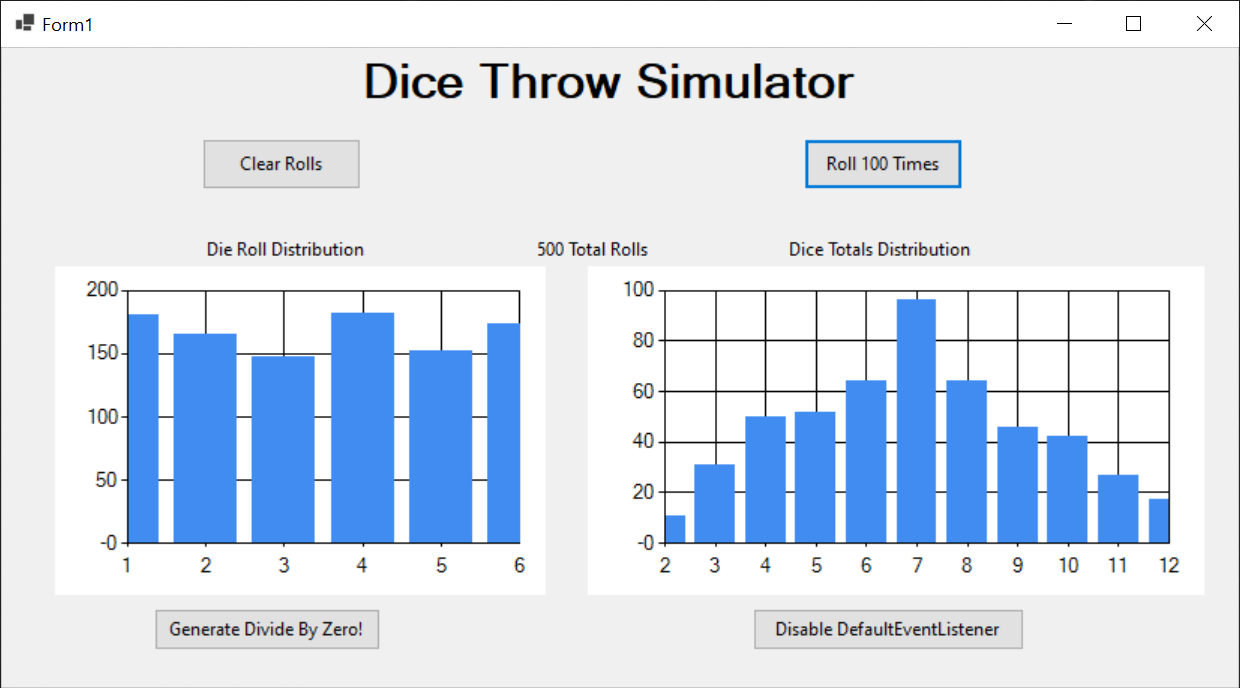 Form1
Dice Throw Simulator
Clear Rolls
Roll 100 Times
Die Roll Distribution
500 Total Rolls
Dice Totals Distribution
200
150
100
50
-0
1 2 3 4 5 6
100
80
60
40
20
-0
2 3 4 5 6 7 8 9 10 11 12
Generate Divide By Zero!
Disable DefaultEventListener